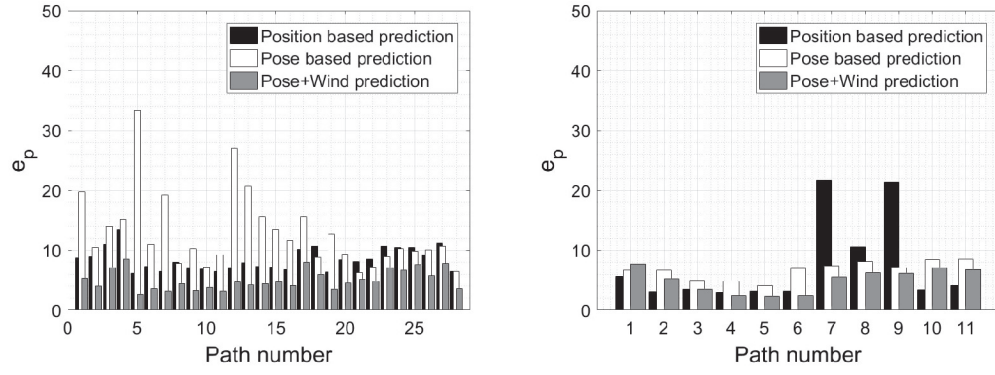 50
40
30
20
10
0
e_p
Position based prediction
Pose based prediction
Pose+Wind prediction
0 5 10 15 20 25
Path number
50
40
30
20
10
0
e_p
Position based prediction
Pose based prediction
Pose+Wind prediction
1 2 3 4 5 6 7 8 9 10 11
Path number